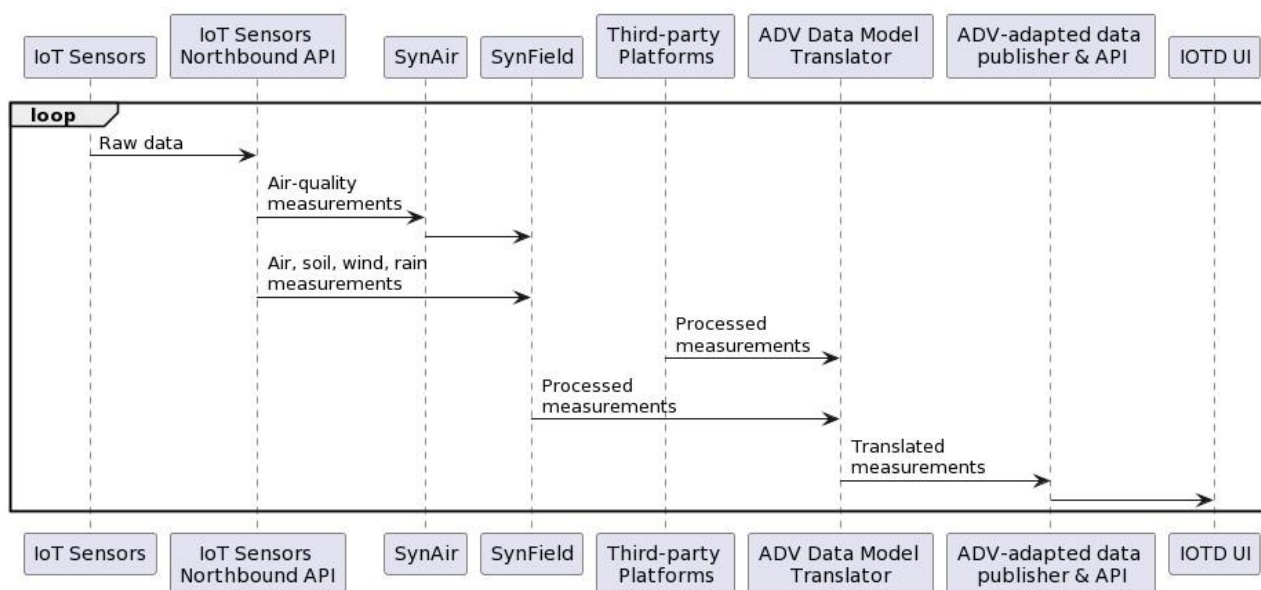 IoT Sensors
IoT Sensors
Northbound API
SynAir
SynField
Third-party
Platforms
ADV Data Model
Translator
ADV-adapted data
publisher & API
IOTD UI
loop
Raw data
Air-quality
measurements
Air, soil, wind, rain
measurements
Processed
measurements
Processed
measurements
Translated
measurements
IoT Sensors
IoT Sensors
Northbound API
SynAir
SynField
Third-party
Platforms
ADV Data Model
Translator
ADV-adapted data
publisher & API
IOTD UI